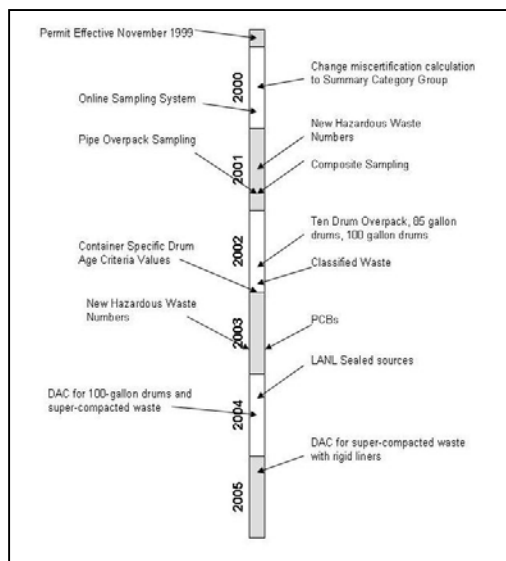 Permit Effective November 1999
2000
Change miscertification calculation
to Summary Category Group
Online Sampling System
New Hazardous Waste
Numbers
Pipe Overpack Sampling
2001
Composite Sampling
Ten Drum Overpack, 85 gallon
drums, 100 gallon drums
2002
Container Specific Drum
Age Criteria Values
Classified Waste
New Hazardous Waste
Numbers
2003
PCBs
LANL Sealed sources
DAC for 100-gallon drums and
super-compacted waste
2004
DAC for super-compacted waste
with rigid liners
2005